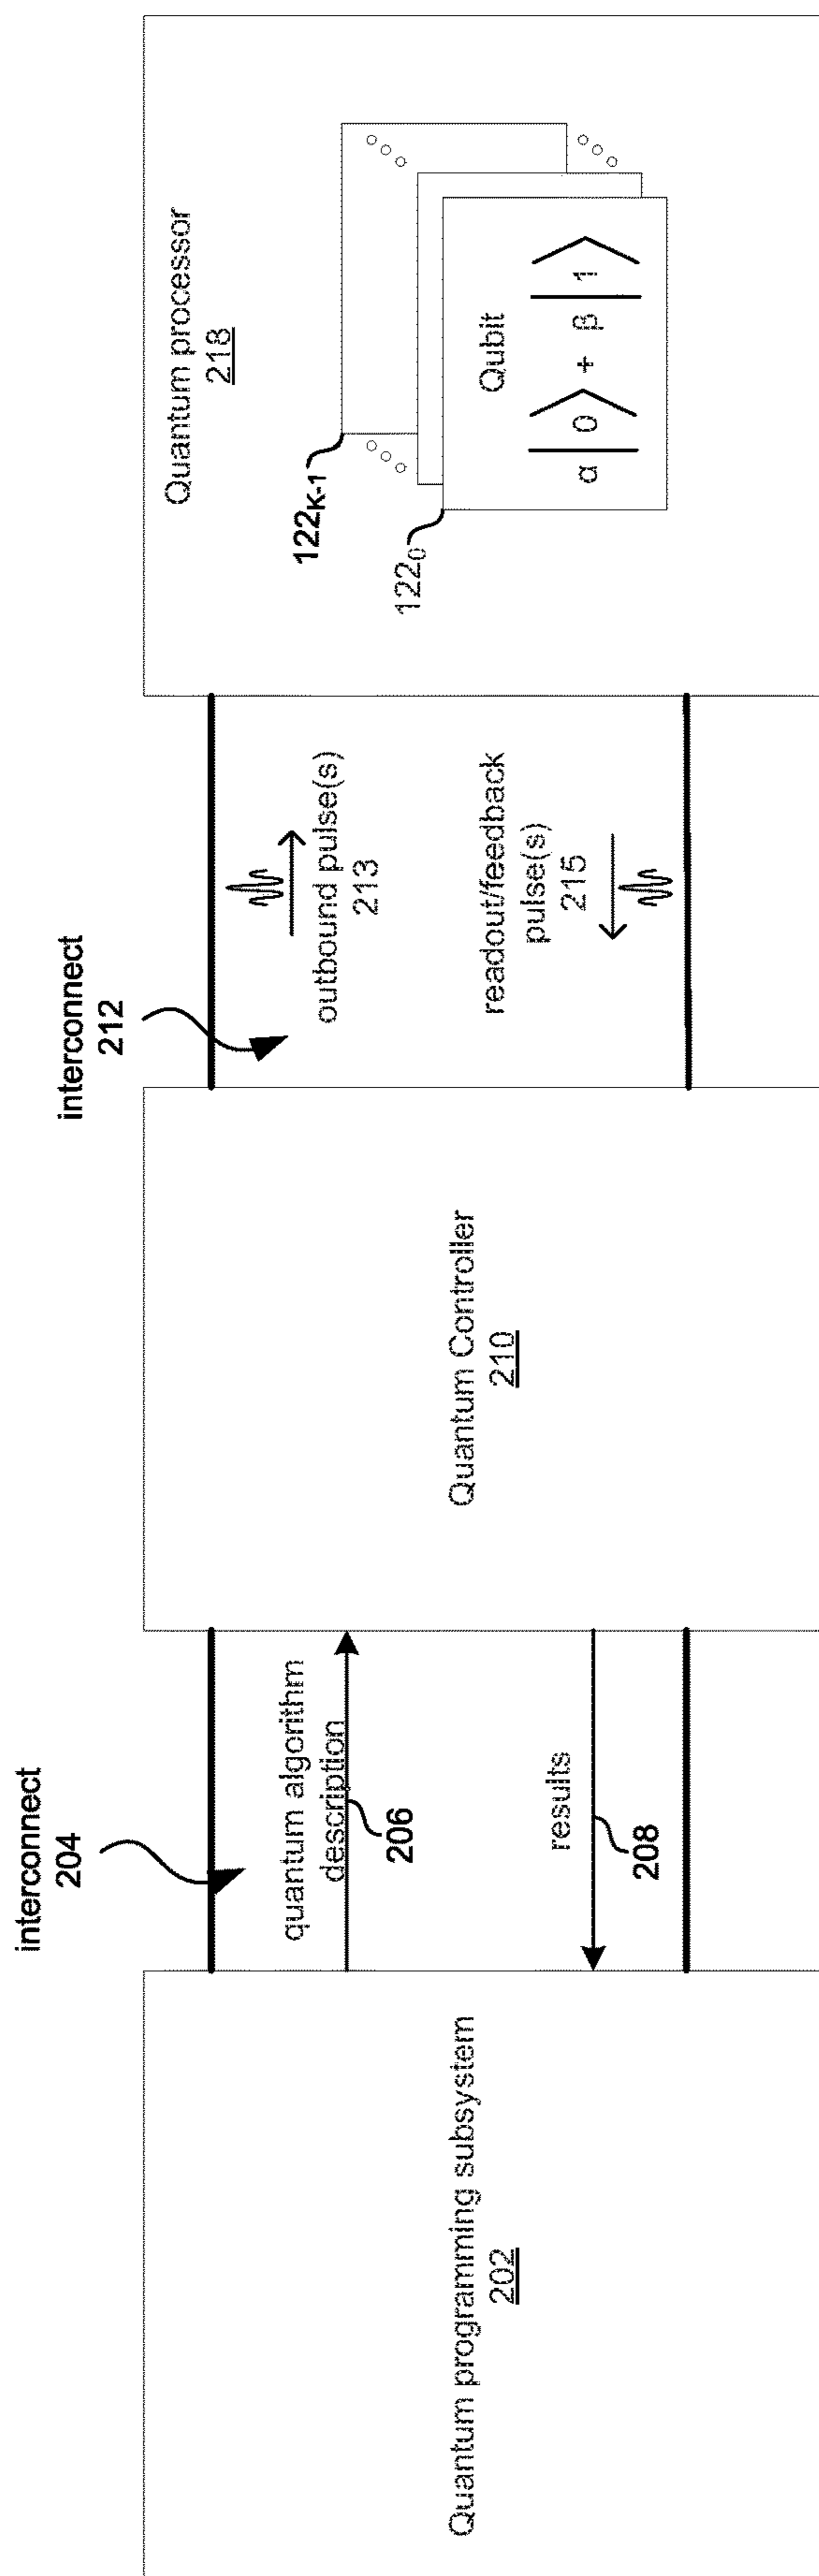 Quantum programming subsystem
202
interconnect
204
quantum algorithm
description
206
results
208
Quantum Controller
210
interconnect
212
outbound pulse(s)
213
readout/feedback
pulse(s)
215
Quantum processor
218
122K-1
1220
Qubit
α|0⟩ + β|1⟩